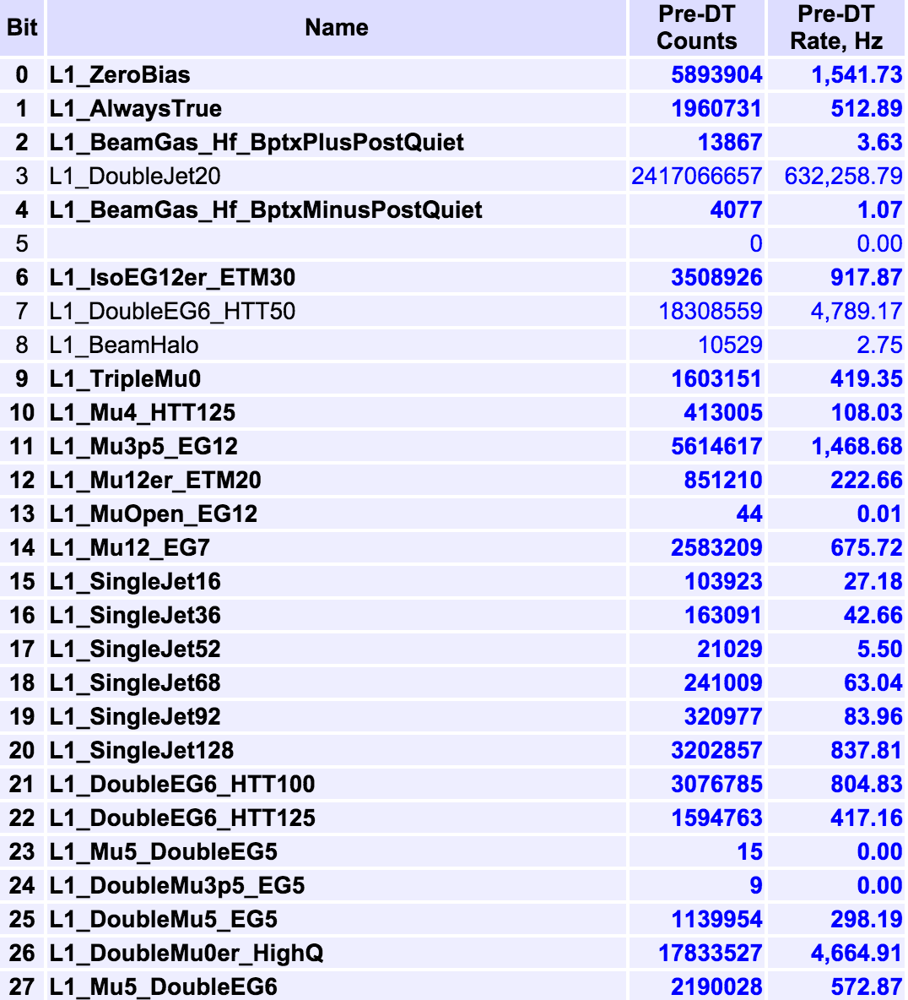 Bit Name Pre-DT Counts Pre-DT Rate, Hz
0 L1_ZeroBias 5893904 1,541.73
1 L1_AlwaysTrue 1960731 512.89
2 L1_BeamGas_Hf_BptxPlusPostQuiet 13867 3.63
3 L1_DoubleJet20 2417066657 632,258.79
4 L1_BeamGas_Hf_BptxMinusPostQuiet 4077 1.07
5 0 0.00
6 L1_IsoEG12er_ETM30 3508926 917.87
7 L1_DoubleEG6_HTT50 18308559 4,789.17
8 L1_BeamHalo 10529 2.75
9 L1_TripleMu0 1603151 419.35
10 L1_Mu4_HTT125 413005 108.03
11 L1_Mu3p5_EG12 5614617 1,468.68
12 L1_Mu12er_ETM20 851210 222.66
13 L1_MuOpen_EG12 44 0.01
14 L1_Mu12_EG7 2583209 675.72
15 L1_SingleJet16 103923 27.18
16 L1_SingleJet36 163091 42.66
17 L1_SingleJet52 21029 5.50
18 L1_SingleJet68 241009 63.04
19 L1_SingleJet92 320977 83.96
20 L1_SingleJet128 3202857 837.81
21 L1_DoubleEG6_HTT100 3076785 804.83
22 L1_DoubleEG6_HTT125 1594763 417.16
23 L1_Mu5_DoubleEG5 15 0.00
24 L1_DoubleMu3p5_EG5 9 0.00
25 L1_DoubleMu5_EG5 1139954 298.19
26 L1_DoubleMu0er_HighQ 17833527 4,664.91
27 L1_Mu5_DoubleEG6 2190028 572.87